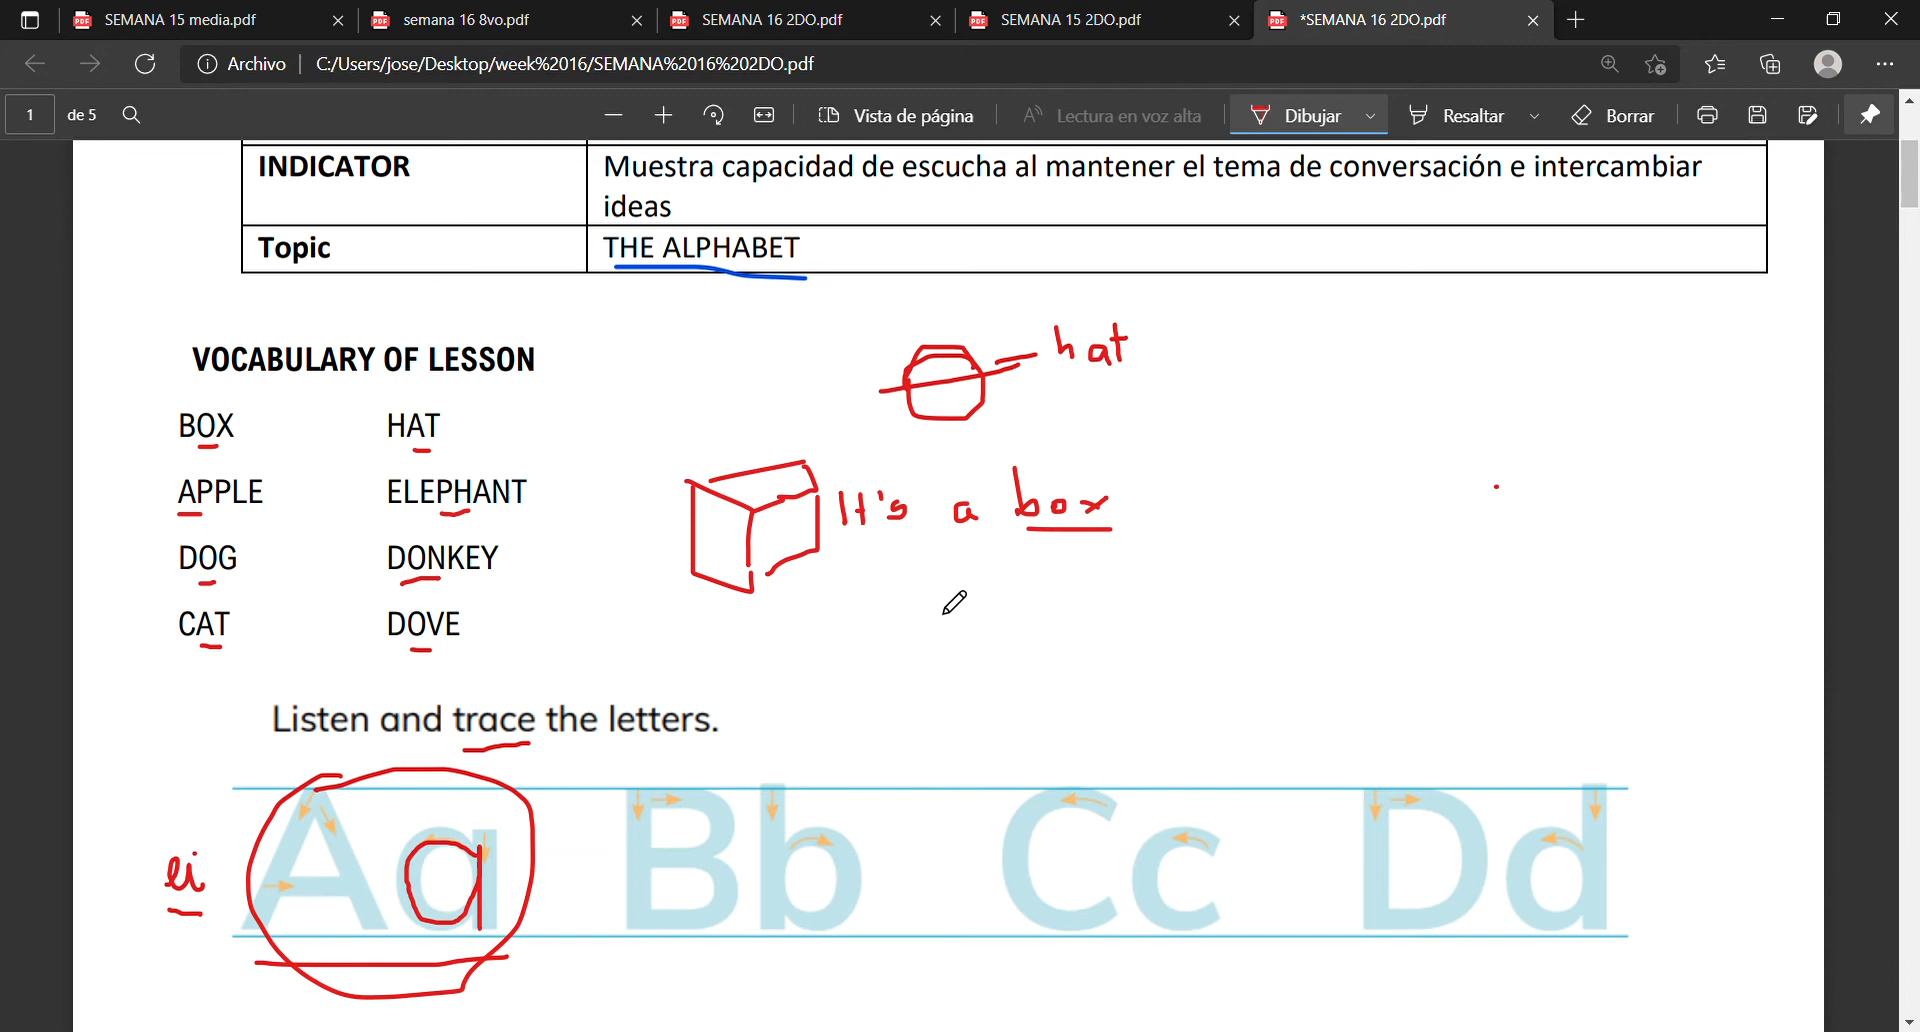 SEMANA 15 media.pdf
semana 16 8vo.pdf
SEMANA 16 2DO.pdf
SEMANA 15 2DO.pdf
*SEMANA 16 2DO.pdf
Archivo
C:/Users/jose/Desktop/week%2016/SEMANA%2016%202DO.pdf
1 de 5
Vista de página
Lectura en voz alta
Dibujar
Resaltar
Borrar
INDICATOR
Muestra capacidad de escucha al mantener el tema de conversación e intercambiar
ideas
Topic
THE ALPHABET
hat
VOCABULARY OF LESSON
BOX HAT
APPLE ELEPHANT
It's a box
DOG DONKEY
CAT DOVE
Listen and trace the letters.
ei Aa Bb Cc Dd